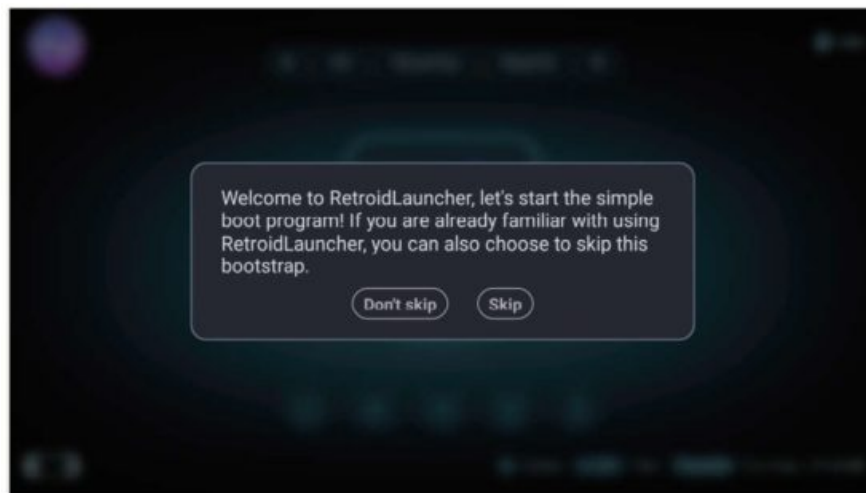 Welcome to RetroidLauncher, let's start the simple
boot program! If you are already familiar with using
RetroidLauncher, you can also choose to skip this
bootstrap.
Don't skip Skip